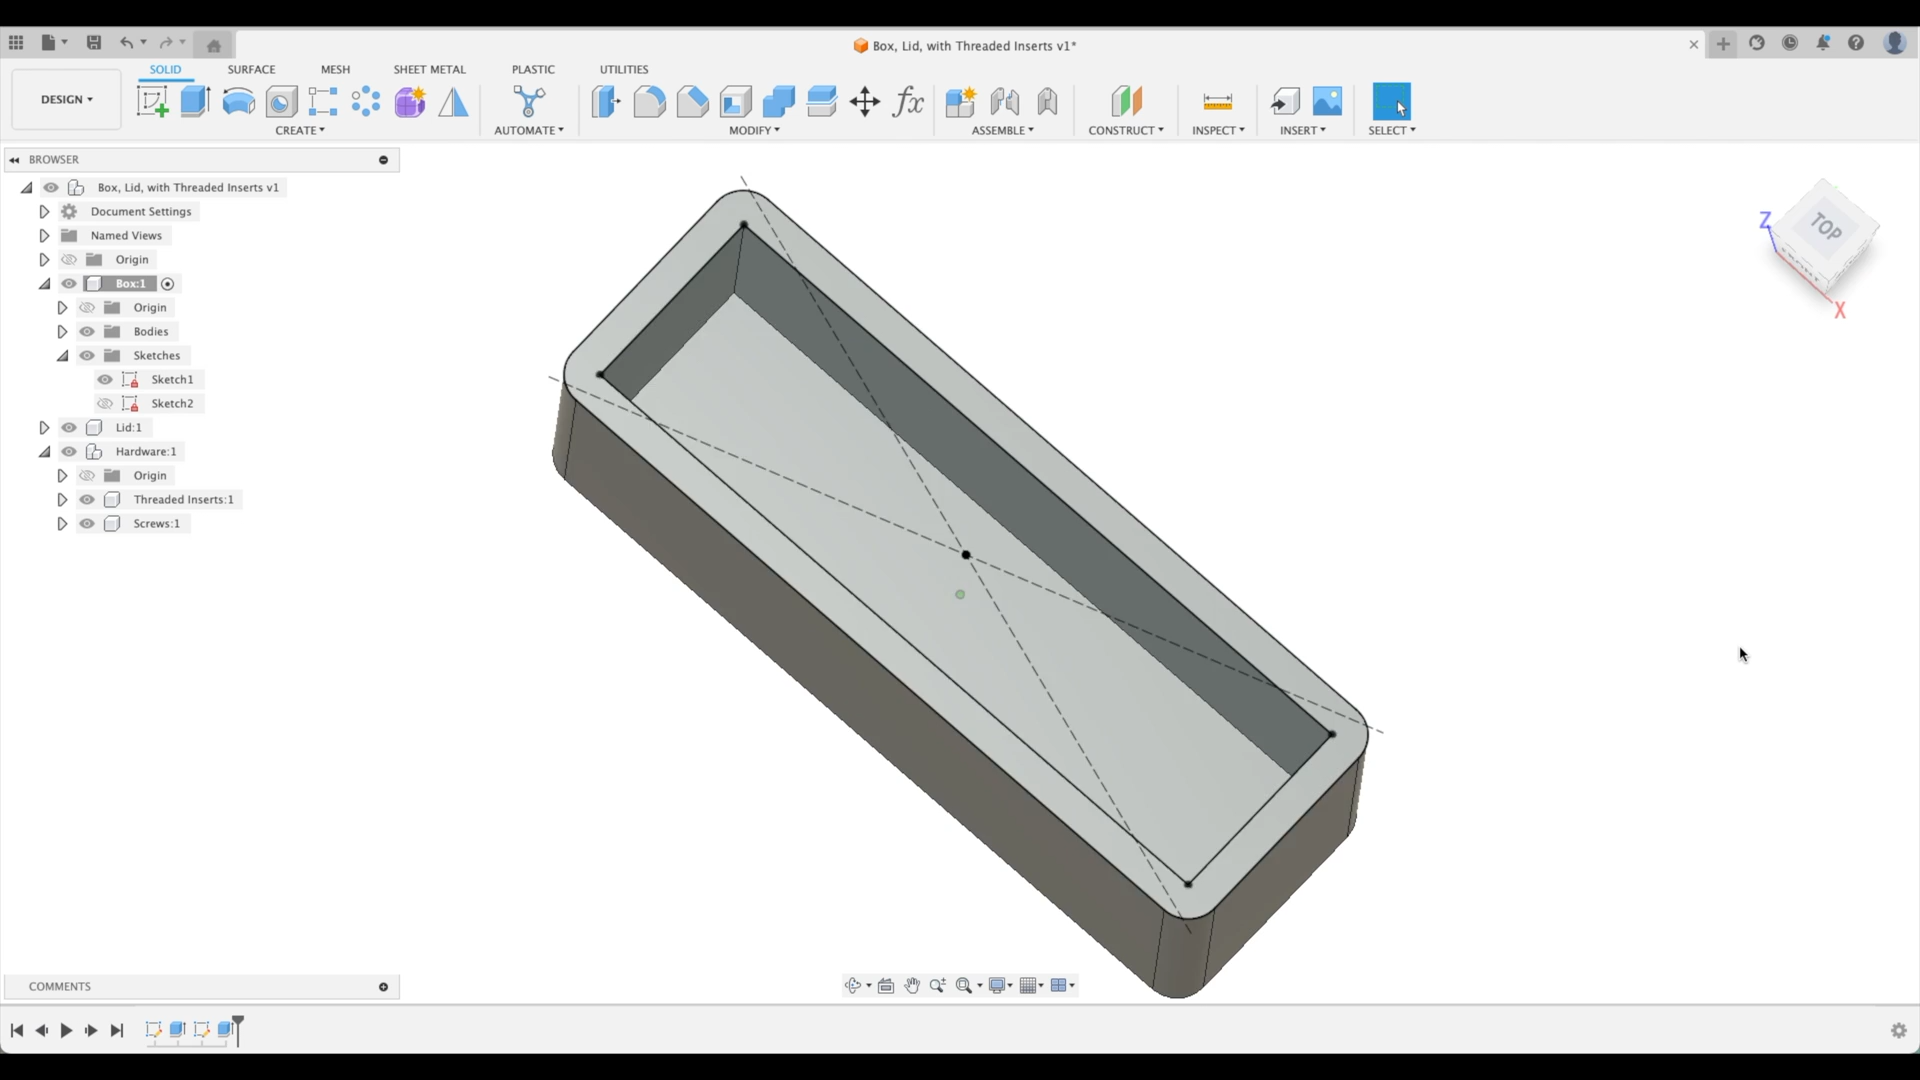 Box, Lid, with Threaded Inserts v1*
SOLID SURFACE MESH SHEET METAL PLASTIC UTILITIES
DESIGN
fx
CREATE AUTOMATE MODIFY ASSEMBLE CONSTRUCT INSPECT INSERT SELECT
BROWSER
Box, Lid, with Threaded Inserts v1
Document Settings
Named Views
Origin
Box:1
Origin
Bodies
Sketches
Sketch1
Sketch2
Lid:1
Hardware:1
Origin
Threaded Inserts:1
Screws:1
Z
TOP
X
COMMENTS